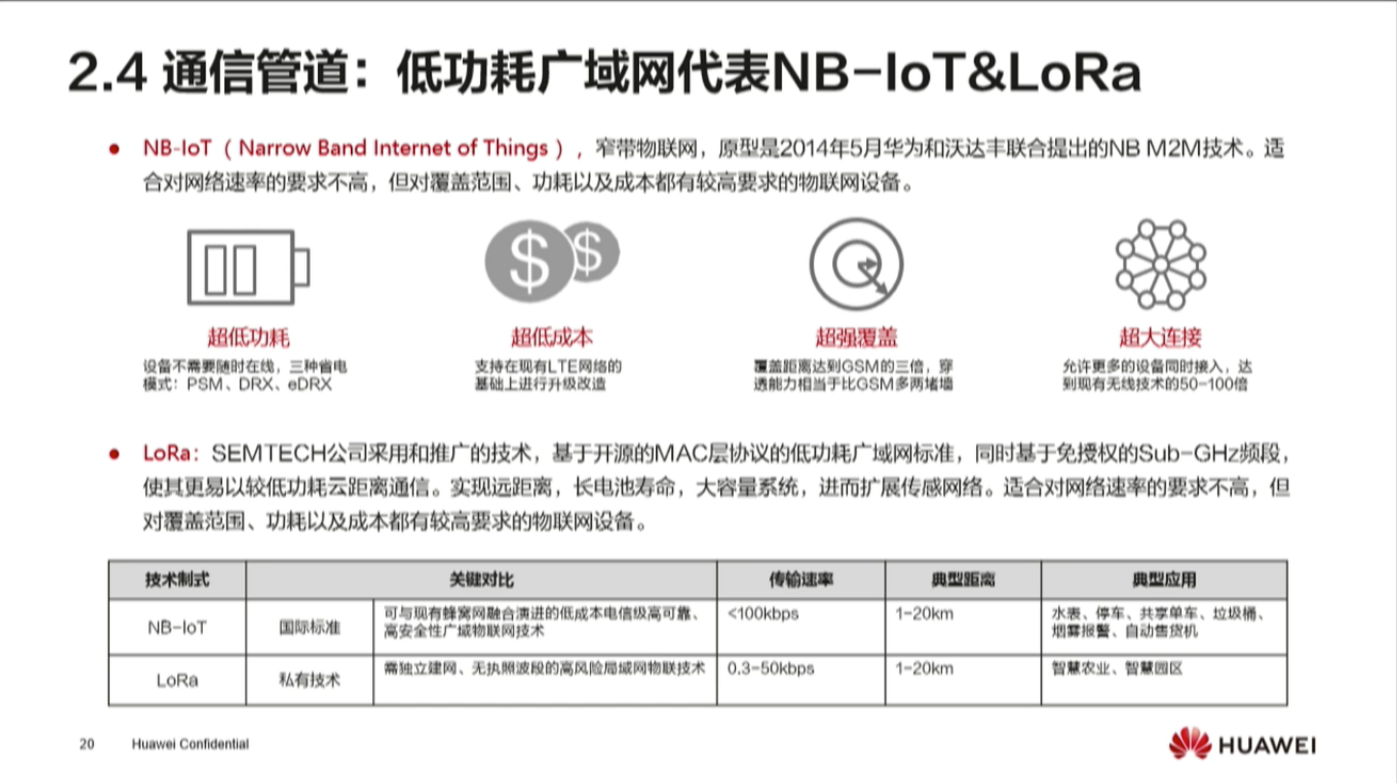 2.4 通信管道：低功耗广域网代表NB-IoT&LoRa
● NB-IoT（Narrow Band Internet of Things），窄带物联网，原型是2014年5月华为和沃达丰联合提出的NB M2M技术。适
合对网络速率的要求不高，但对覆盖范围、功耗以及成本都有较高要求的物联网设备。
超低功耗
设备不需要随时在线，三种省电
模式：PSM、DRX、eDRX
超低成本
支持在现有LTE网络的
基础上进行升级改造
超强覆盖
覆盖距离达到GSM的三倍，穿
透能力相当于比GSM多两堵墙
超大连接
允许更多的设备同时接入，达
到现有无线技术的50-100倍
● LoRa：SEMTECH公司采用和推广的技术，基于开源的MAC层协议的低功耗广域网标准，同时基于免授权的Sub-GHz频段，
使其更易以较低功耗云距离通信。实现远距离，长电池寿命，大容量系统，进而扩展传感网络。适合对网络速率的要求不高，但
对覆盖范围、功耗以及成本都有较高要求的物联网设备。
技术制式 关键对比 传输速率 典型距离 典型应用
NB-IoT 国际标准 可与现有蜂窝网融合演进的低成本电信级高可靠、 <100kbps 1-20km 水表、停车、共享单车、垃圾桶、
高安全性广域物联网技术 烟雾报警、自动售货机
LoRa 私有技术 需独立建网、无执照波段的高风险局域网物联技术 0.3-50kbps 1-20km 智慧农业、智慧园区
20 Huawei Confidential
HUAWEI